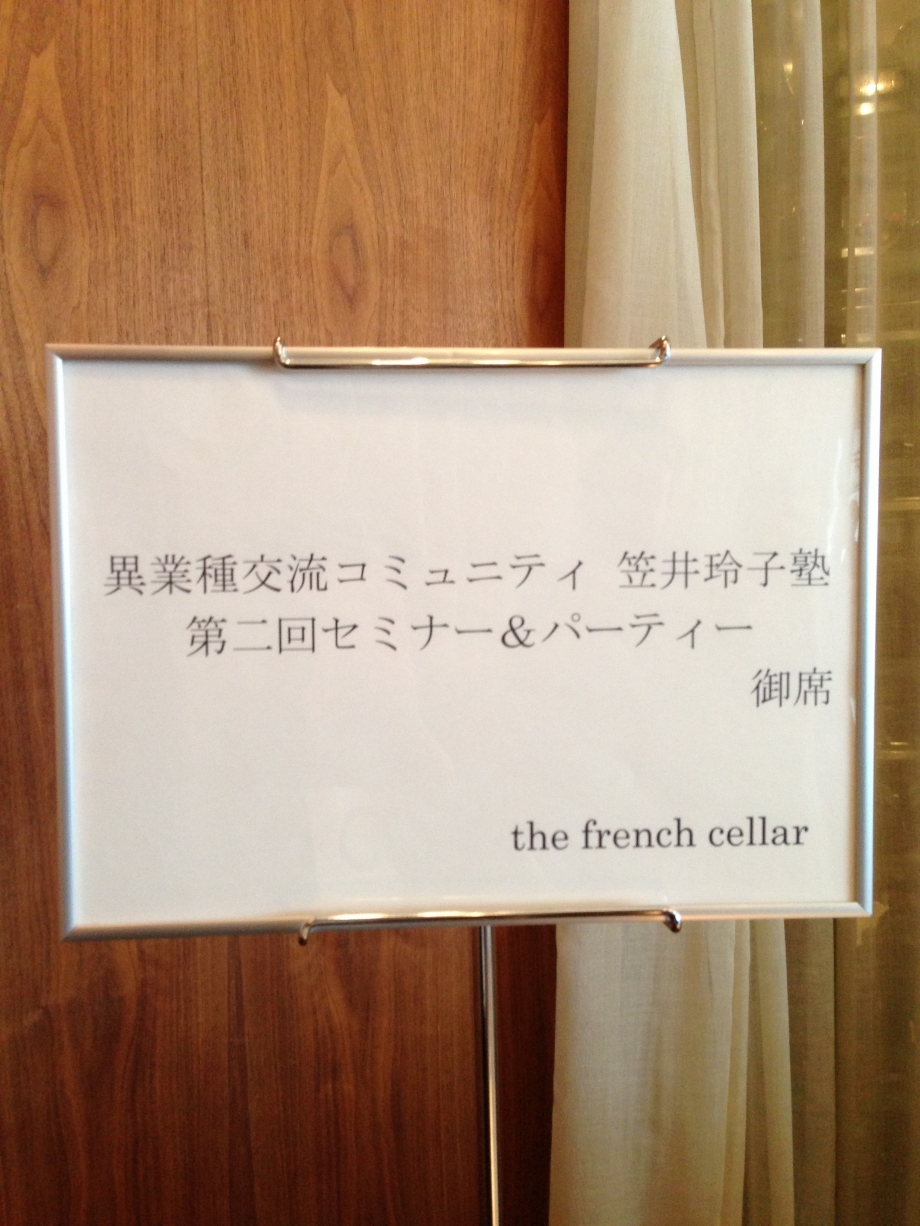 異業種交流コミュニティ 笠井玲子塾
第二回セミナー&パーティー
御席
the french cellar